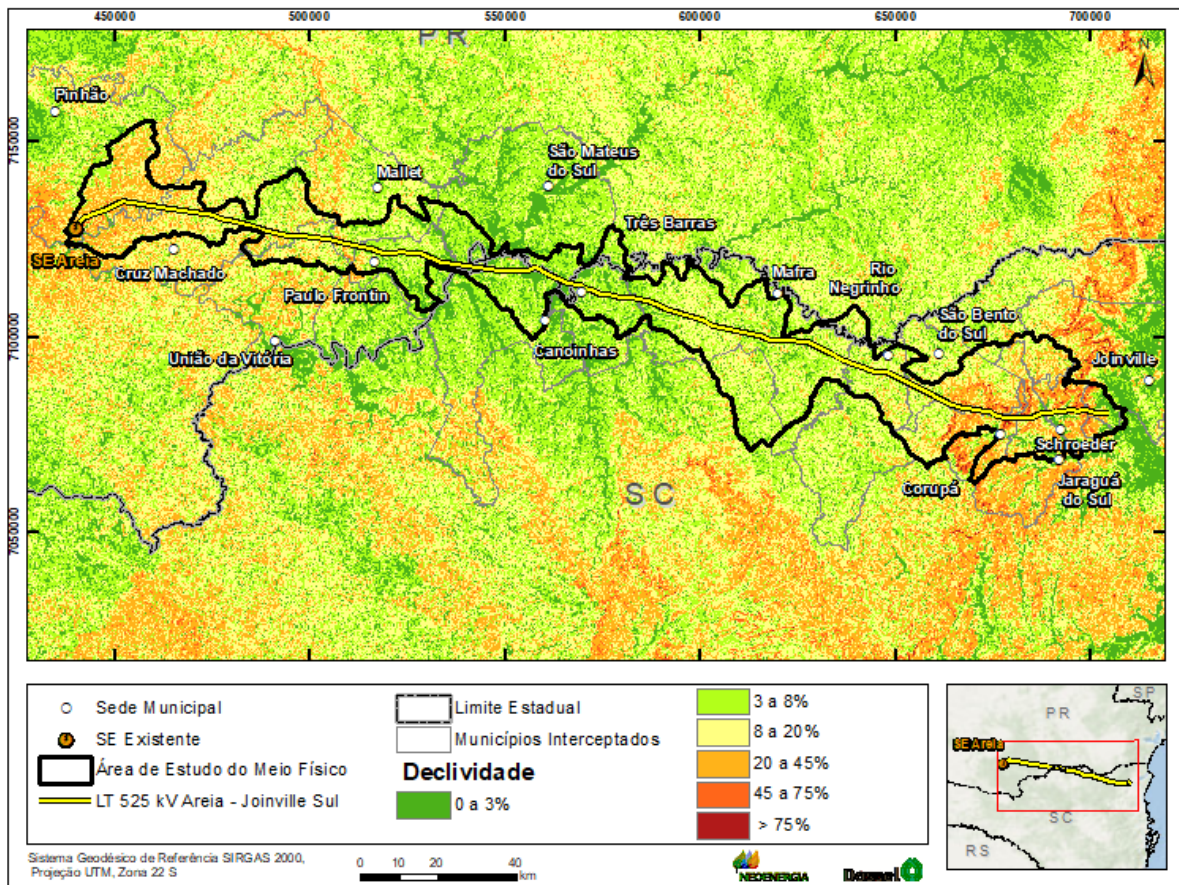 450000 500000 550000 600000 650000 700000
PR
N
7150000
7100000
7050000
Pinhão
Mallet
São Mateus
do Sul
Três Barras
SE Areia
Cruz Machado
Paulo Frontin
União da Vitória
Canoinhas
Mafra
Rio
Negrinho
São Bento
do Sul
Joinville
Schroeder
Corupá
Jaraguá
do Sul
SC
Sede Municipal
SE Existente
Área de Estudo do Meio Físico
LT 525 kV Areia - Joinville Sul
Limite Estadual
Municípios Interceptados
Declividade
0 a 3%
3 a 8%
8 a 20%
20 a 45%
45 a 75%
> 75%
SP
PR
SE Areia
SC
RS
Sistema Geodésico de Referência SIRGAS 2000,
Projeção UTM, Zona 22 S
0 10 20 40
km
NEOENERGIA